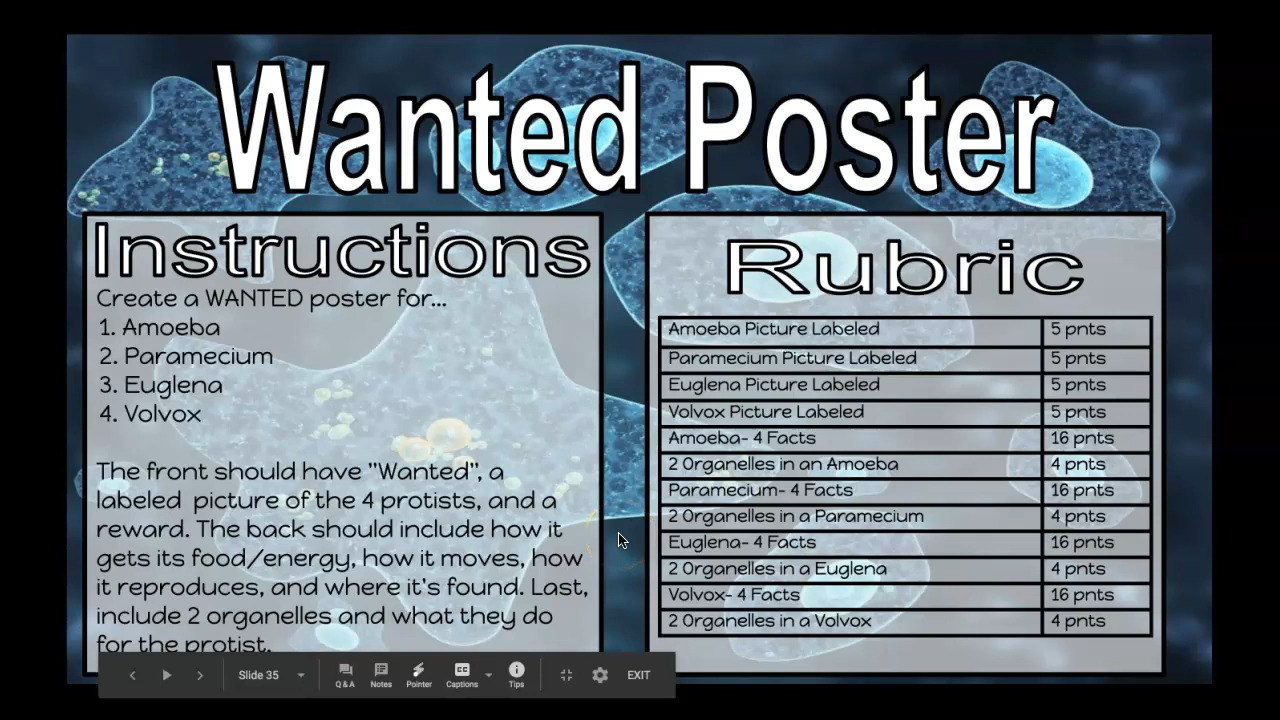 Wanted Poster
Instructions
Create a WANTED poster for...
1. Amoeba
2. Paramecium
3. Euglena
4. Volvox
The front should have "Wanted", a
labeled picture of the 4 protists, and a
reward. The back should include how it
gets its food/energy, how it moves, how
it reproduces, and where it's found. Last,
include 2 organelles and what they do
for the protist.
Rubric
Amoeba Picture Labeled 5 pnts
Paramecium Picture Labeled 5 pnts
Euglena Picture Labeled 5 pnts
Volvox Picture Labeled 5 pnts
Amoeba- 4 Facts 16 pnts
2 Organelles in an Amoeba 4 pnts
Paramecium- 4 Facts 16 pnts
2 Organelles in a Paramecium 4 pnts
Euglena- 4 Facts 16 pnts
2 Organelles in a Euglena 4 pnts
Volvox- 4 Facts 16 pnts
2 Organelles in a Volvox 4 pnts
Slide 35 Q & A Notes Pointer CC Captions Tips EXIT